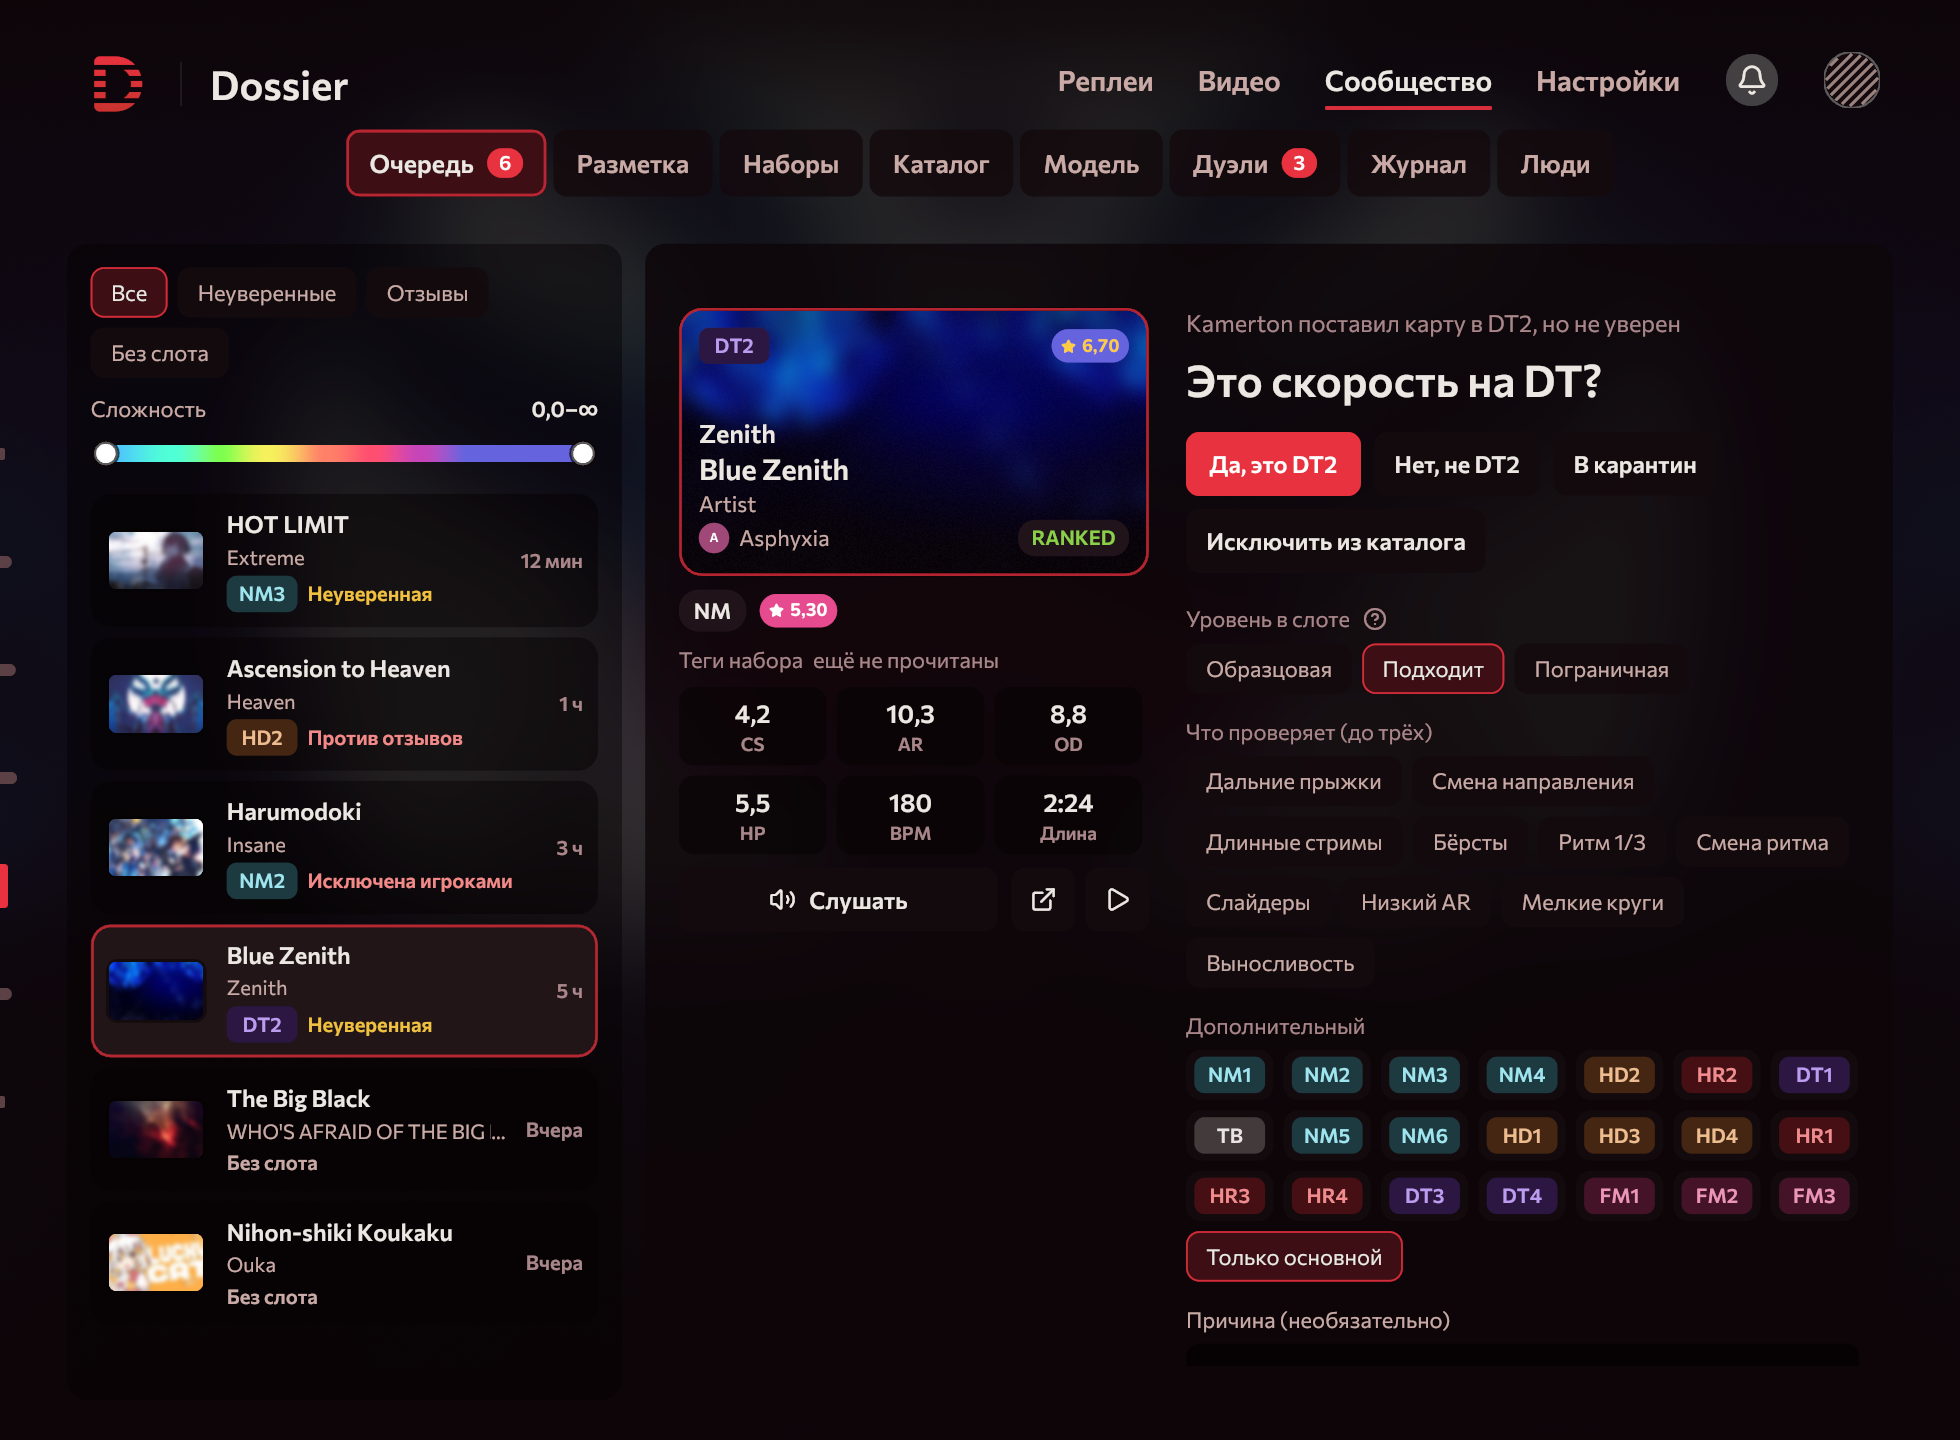 Dossier
Реплеи Видео Сообщество Настройки
Очередь 6 Разметка Наборы Каталог Модель Дуэли 3 Журнал Люди
Все Неуверенные Отзывы
Без слота
Сложность 0,0–∞
HOT LIMIT
Extreme
12 мин
NM3 Неуверенная
Ascension to Heaven
Heaven
1 ч
HD2 Против отзывов
Harumodoki
Insane
3 ч
NM2 Исключена игроками
Blue Zenith
Zenith
5 ч
DT2 Неуверенная
The Big Black
WHO'S AFRAID OF THE BIG ...
Вчера
Без слота
Nihon-shiki Koukaku
Ouka
Вчера
Без слота
DT2 6,70
Zenith
Blue Zenith
Artist
A Asphyxia RANKED
NM 5,30
Теги набора ещё не прочитаны
4,2 10,3 8,8
CS AR OD
5,5 180 2:24
HP BPM Длина
Слушать
Kamerton поставил карту в DT2, но не уверен
Это скорость на DT?
Да, это DT2 Нет, не DT2 В карантин
Исключить из каталога
Уровень в слоте ?
Образцовая Подходит Пограничная
Что проверяет (до трёх)
Дальние прыжки Смена направления
Длинные стримы Бёрсты Ритм 1/3 Смена ритма
Слайдеры Низкий AR Мелкие круги
Выносливость
Дополнительный
NM1 NM2 NM3 NM4 HD2 HR2 DT1
TB NM5 NM6 HD1 HD3 HD4 HR1
HR3 HR4 DT3 DT4 FM1 FM2 FM3
Только основной
Причина (необязательно)